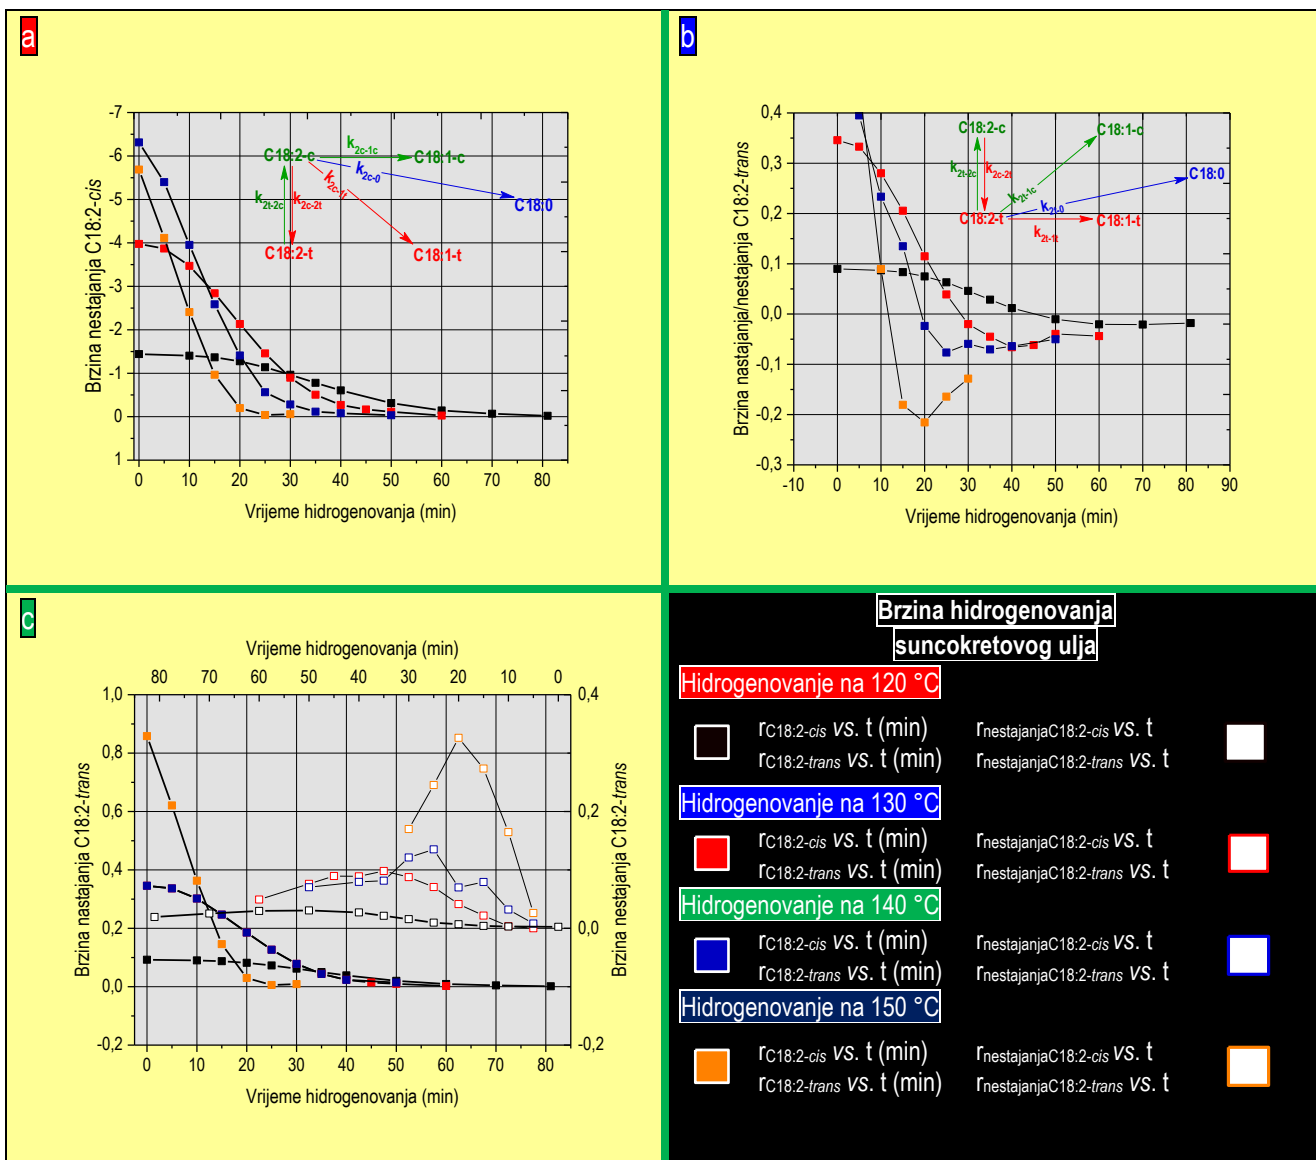 a
-7
-6
-5
-4
-3
-2
-1
0
1
Brzina nestajanja C18:2-cis
C18:2-c
k2c-1c
C18:1-c
k2c-0
k2c-1t
C18:0
k2t-2c
k2c-2t
C18:2-t
C18:1-t
0 10 20 30 40 50 60 70 80
Vrijeme hidrogenovanja (min)
b
0,4
0,3
0,2
0,1
0,0
-0,1
-0,2
-0,3
Brzina nastajanja/nestajanja C18:2-trans
C18:2-c
C18:1-c
k2t-2c
k2c-2t
k2t-1c
C18:0
k2t-0
C18:2-t
C18:1-t
k2t-1t
-10 0 10 20 30 40 50 60 70 80 90
Vrijeme hidrogenovanja (min)
c
Vrijeme hidrogenovanja (min)
80 70 60 50 40 30 20 10 0
1,0
0,8
0,6
0,4
0,2
0,0
-0,2
Brzina nastajanja C18:2-trans
0,4
0,2
0,0
-0,2
Brzina nestajanja C18:2-trans
0 10 20 30 40 50 60 70 80
Vrijeme hidrogenovanja (min)
Brzina hidrogenovanja
suncokretovog ulja
Hidrogenovanje na 120 °C
rC18:2-cis vs. t (min) rnestajanjaC18:2-cis vs. t
rC18:2-trans vs. t (min) rnestajanjaC18:2-trans vs. t
Hidrogenovanje na 130 °C
rC18:2-cis vs. t (min) rnestajanjaC18:2-cis vs. t
rC18:2-trans vs. t (min) rnestajanjaC18:2-trans vs. t
Hidrogenovanje na 140 °C
rC18:2-cis vs. t (min) rnestajanjaC18:2-cis vs. t
rC18:2-trans vs. t (min) rnestajanjaC18:2-trans vs. t
Hidrogenovanje na 150 °C
rC18:2-cis vs. t (min) rnestajanjaC18:2-cis vs. t
rC18:2-trans vs. t (min) rnestajanjaC18:2-trans vs. t